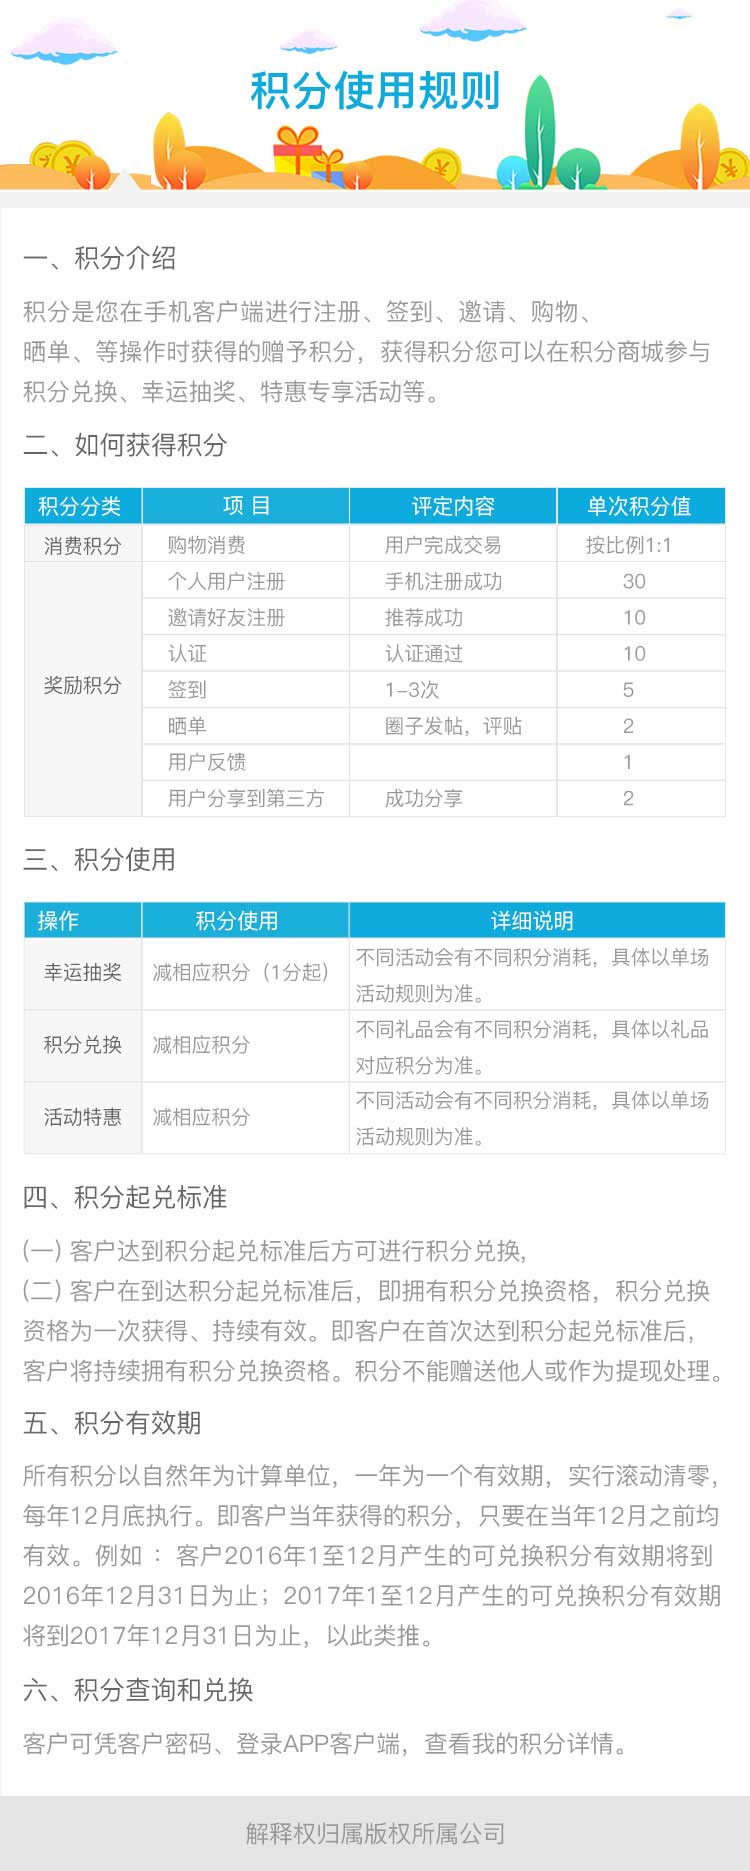 积分使用规则
一、积分介绍
积分是您在手机客户端进行注册、签到、邀请、购物、
晒单、等操作时获得的赠予积分，获得积分您可以在积分商城参与
积分兑换、幸运抽奖、特惠专享活动等。
二、如何获得积分
积分分类 项 目 评定内容 单次积分值
消费积分 购物消费 用户完成交易 按比例1:1
个人用户注册 手机注册成功 30
邀请好友注册 推荐成功 10
认证 认证通过 10
奖励积分 签到 1-3次 5
晒单 圈子发帖，评贴 2
用户反馈 1
用户分享到第三方 成功分享 2
三、积分使用
操作 积分使用 详细说明
幸运抽奖 减相应积分（1分起） 不同活动会有不同积分消耗，具体以单场
活动规则为准。
积分兑换 减相应积分 不同礼品会有不同积分消耗，具体以礼品
对应积分为准。
活动特惠 减相应积分 不同活动会有不同积分消耗，具体以单场
活动规则为准。
四、积分起兑标准
(一) 客户达到积分起兑标准后方可进行积分兑换,
(二) 客户在到达积分起兑标准后，即拥有积分兑换资格，积分兑换
资格为一次获得、持续有效。即客户在首次达到积分起兑标准后，
客户将持续拥有积分兑换资格。积分不能赠送他人或作为提现处理。
五、积分有效期
所有积分以自然年为计算单位，一年为一个有效期，实行滚动清零，
每年12月底执行。即客户当年获得的积分，只要在当年12月之前均
有效。例如 ：客户2016年1至12月产生的可兑换积分有效期将到
2016年12月31日为止；2017年1至12月产生的可兑换积分有效期
将到2017年12月31日为止，以此类推。
六、积分查询和兑换
客户可凭客户密码、登录APP客户端，查看我的积分详情。
解释权归属版权所属公司